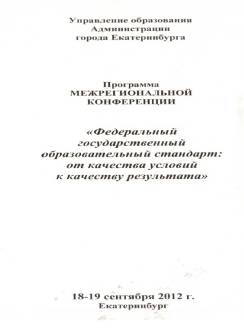 Управление образования
Администрации
города Екатеринбурга
Программа
МЕЖРЕГИОНАЛЬНОЙ
КОНФЕРЕНЦИИ
«Федеральный
государственный
образовательный стандарт:
от качества условий
к качеству результата»
18-19 сентября 2012 г.
Екатеринбург